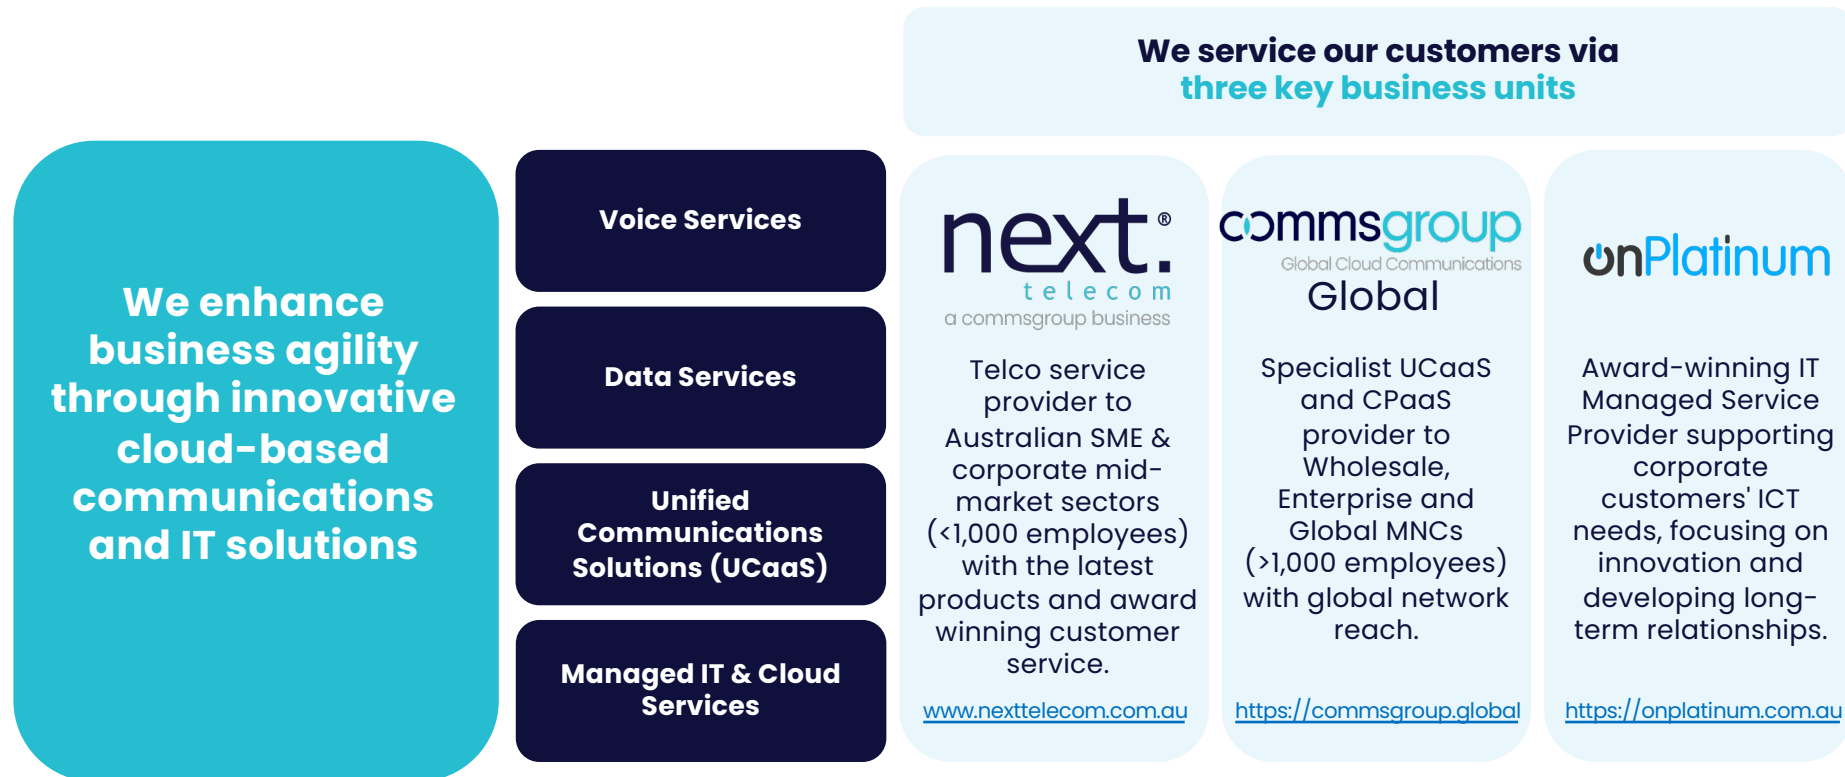 We service our customers via
three key business units
We enhance
business agility
through innovative
cloud-based
communications
and IT solutions
Voice Services
Data Services
Unified
Communications
Solutions (UCaaS)
Managed IT & Cloud
Services
next.®
telecom
a commsgroup business
Telco service
provider to
Australian SME &
corporate mid-
market sectors
(<1,000 employees)
with the latest
products and award
winning customer
service.
www.nexttelecom.com.au
commsgroup
Global Cloud Communications
Global
Specialist UCaaS
and CPaaS
provider to
Wholesale,
Enterprise and
Global MNCs
(>1,000 employees)
with global network
reach.
https://commsgroup.global
onPlatinum
Award-winning IT
Managed Service
Provider supporting
corporate
customers' ICT
needs, focusing on
innovation and
developing long-
term relationships.
https://onplatinum.com.au